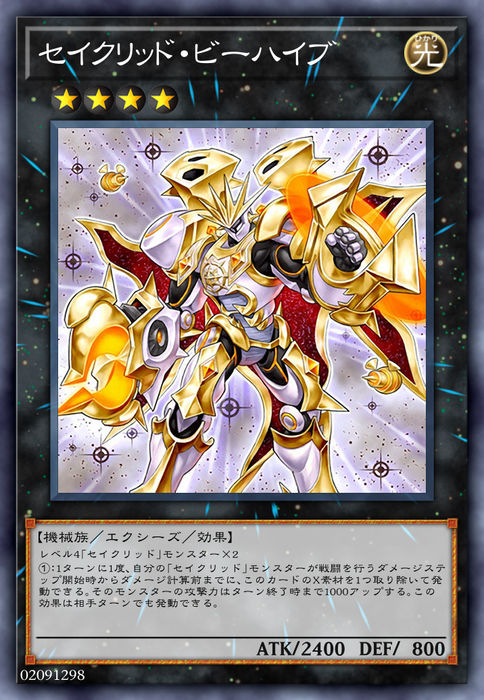 セイクリッド・ビーハイブ
ひかり
光
【機械族／エクシーズ／効果】
レベル4「セイクリッド」モンスター×2
①：1ターンに1度、自分の「セイクリッド」モンスターが戦闘を行うダメージステ
ップ開始時からダメージ計算前までに、このカードのX素材を1つ取り除いて発
動できる。そのモンスターの攻撃力はターン終了時まで1000アップする。この
効果は相手ターンでも発動できる。
ATK/2400 DEF/ 800
02091298